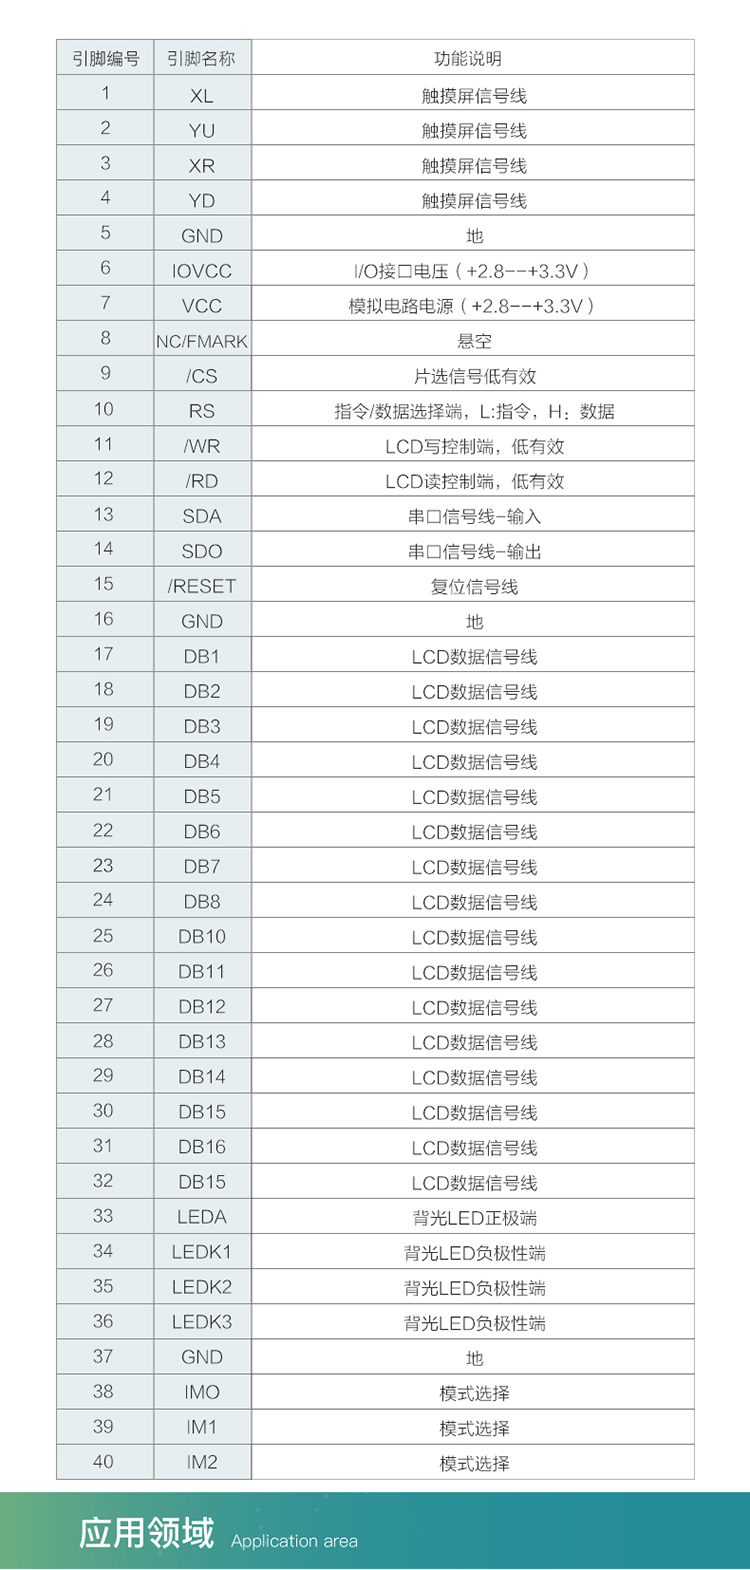 引脚编号 引脚名称 功能说明
1 XL 触摸屏信号线
2 YU 触摸屏信号线
3 XR 触摸屏信号线
4 YD 触摸屏信号线
5 GND 地
6 IOVCC I/O接口电压（+2.8--+3.3V）
7 VCC 模拟电路电源（+2.8--+3.3V）
8 NC/FMARK 悬空
9 /CS 片选信号低有效
10 RS 指令/数据选择端，L:指令，H：数据
11 /WR LCD写控制端，低有效
12 /RD LCD读控制端，低有效
13 SDA 串口信号线-输入
14 SDO 串口信号线-输出
15 /RESET 复位信号线
16 GND 地
17 DB1 LCD数据信号线
18 DB2 LCD数据信号线
19 DB3 LCD数据信号线
20 DB4 LCD数据信号线
21 DB5 LCD数据信号线
22 DB6 LCD数据信号线
23 DB7 LCD数据信号线
24 DB8 LCD数据信号线
25 DB10 LCD数据信号线
26 DB11 LCD数据信号线
27 DB12 LCD数据信号线
28 DB13 LCD数据信号线
29 DB14 LCD数据信号线
30 DB15 LCD数据信号线
31 DB16 LCD数据信号线
32 DB15 LCD数据信号线
33 LEDA 背光LED正极端
34 LEDK1 背光LED负极性端
35 LEDK2 背光LED负极性端
36 LEDK3 背光LED负极性端
37 GND 地
38 IMO 模式选择
39 IM1 模式选择
40 IM2 模式选择
应用领域 Application area